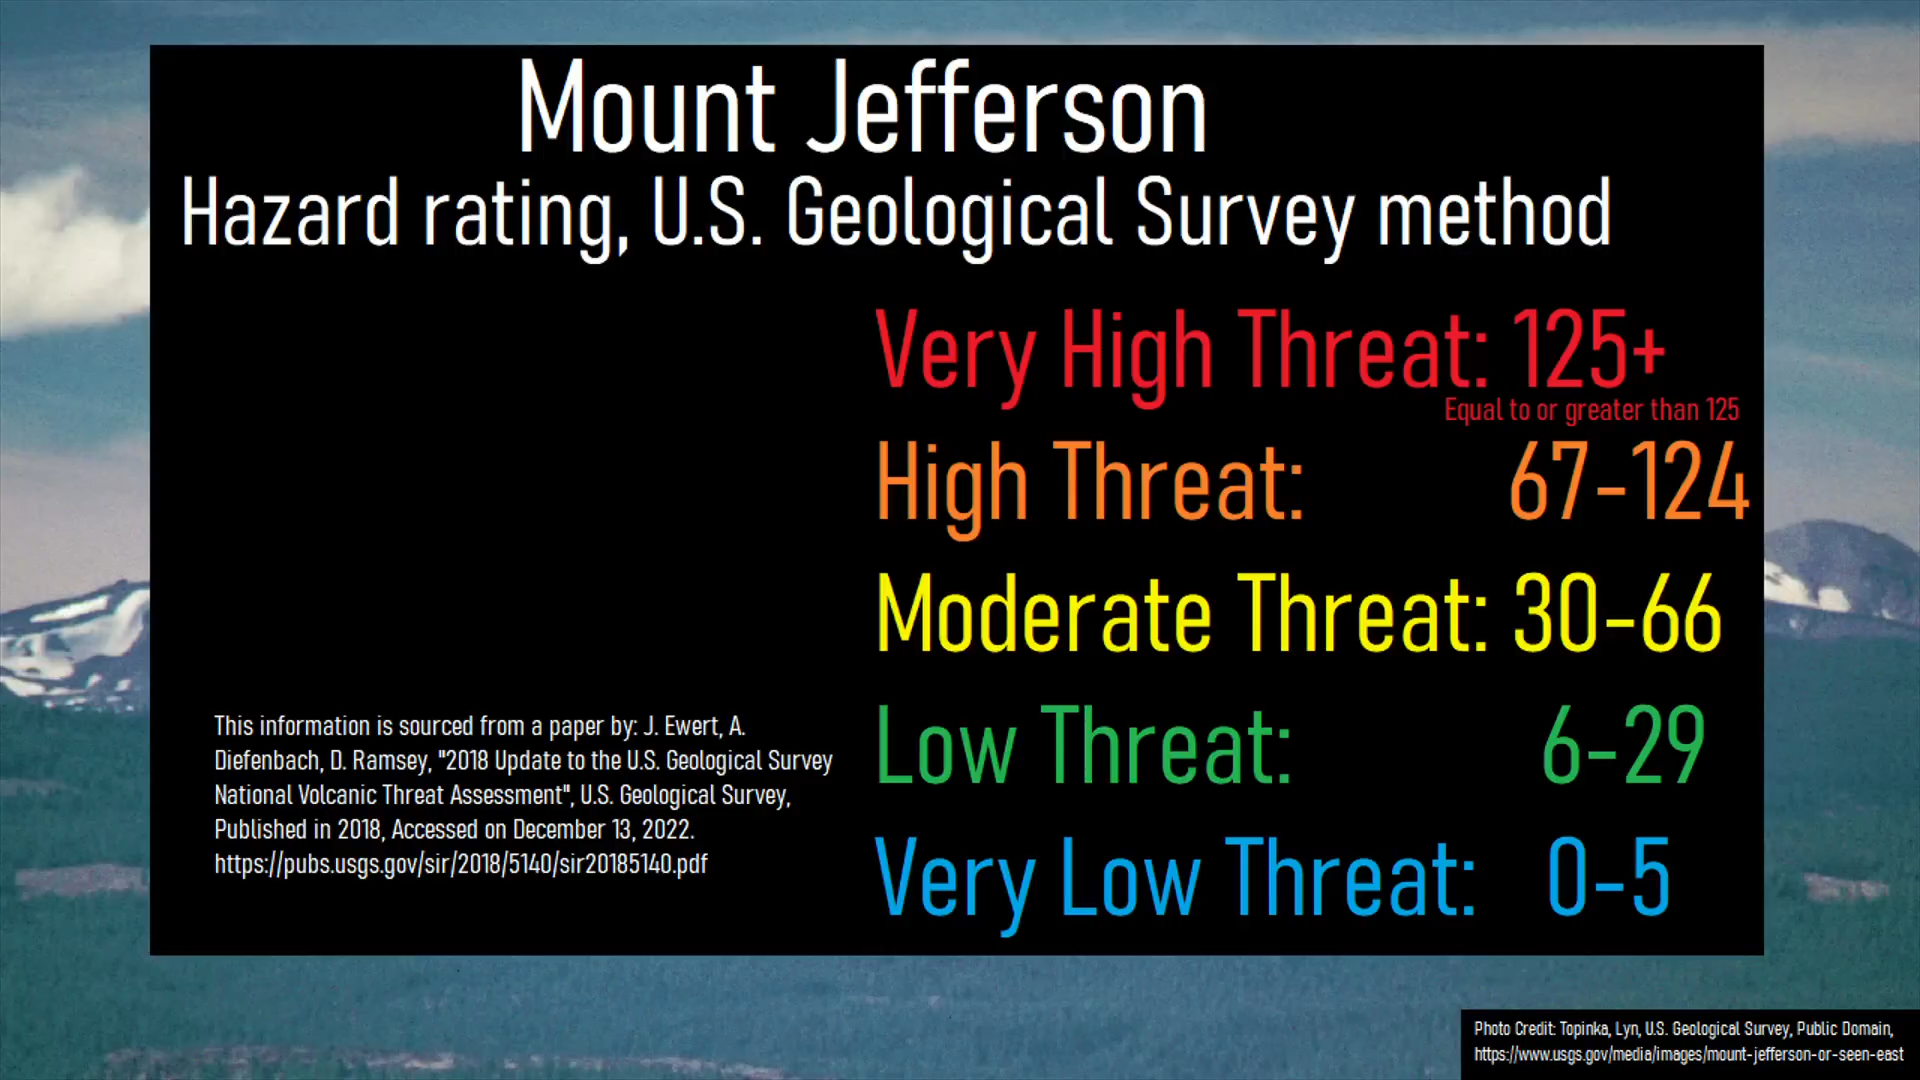 Mount Jefferson
Hazard rating, U.S. Geological Survey method
Very High Threat: 125+
Equal to or greater than 125
High Threat: 67-124
Moderate Threat: 30-66
Low Threat: 6-29
Very Low Threat: 0-5
This information is sourced from a paper by: J. Ewert, A.
Diefenbach, D. Ramsey, "2018 Update to the U.S. Geological Survey
National Volcanic Threat Assessment", U.S. Geological Survey,
Published in 2018, Accessed on December 13, 2022.
https://pubs.usgs.gov/sir/2018/5140/sir20185140.pdf
Photo Credit: Topinka, Lyn, U.S. Geological Survey, Public Domain,
https://www.usgs.gov/media/images/mount-jefferson-or-seen-east